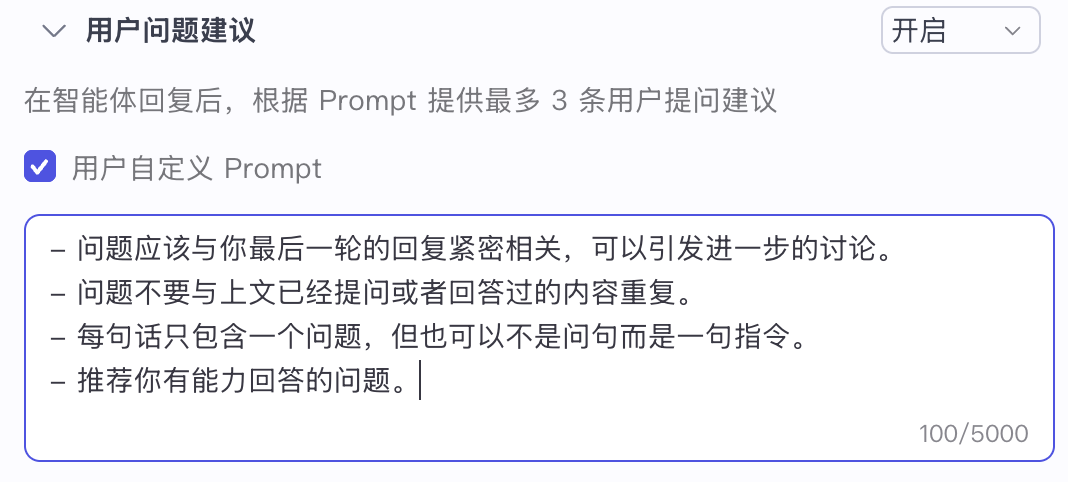 用户问题建议
开启
在智能体回复后，根据 Prompt 提供最多 3 条用户提问建议
用户自定义 Prompt
- 问题应该与你最后一轮的回复紧密相关，可以引发进一步的讨论。
- 问题不要与上文已经提问或者回答过的内容重复。
- 每句话只包含一个问题，但也可以不是问句而是一句指令。
- 推荐你有能力回答的问题。
100/5000